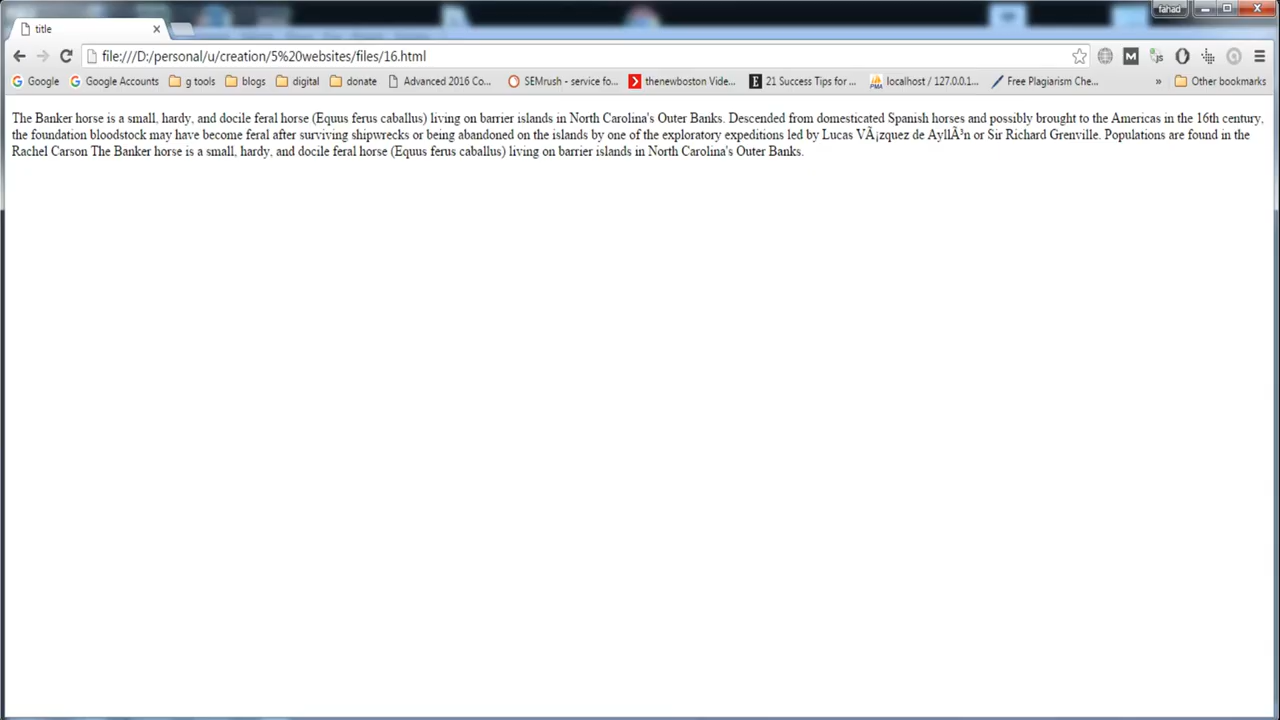 fahad
title
file:///D:/personal/u/creation/5%20websites/files/16.html
Google
Google Accounts
g tools
blogs
digital
donate
Advanced 2016 Co...
SEMrush - service fo...
thenewboston Vide...
21 Success Tips for ...
localhost / 127.0.0.1...
Free Plagiarism Che...
»
Other bookmarks
The Banker horse is a small, hardy, and docile feral horse (Equus ferus caballus) living on barrier islands in North Carolina's Outer Banks. Descended from domesticated Spanish horses and possibly brought to the Americas in the 16th century,
the foundation bloodstock may have become feral after surviving shipwrecks or being abandoned on the islands by one of the exploratory expeditions led by Lucas VÃ¡zquez de AyllÃ³n or Sir Richard Grenville. Populations are found in the
Rachel Carson The Banker horse is a small, hardy, and docile feral horse (Equus ferus caballus) living on barrier islands in North Carolina's Outer Banks.